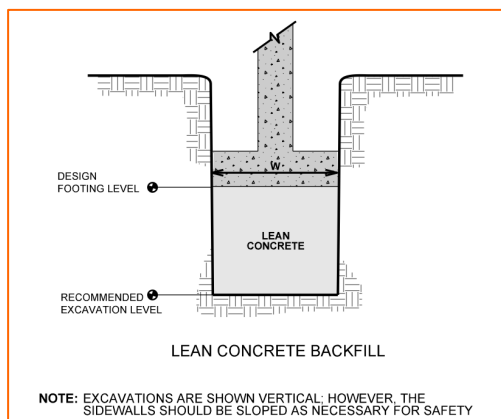 N
W
DESIGN
FOOTING LEVEL
LEAN
CONCRETE
RECOMMENDED
EXCAVATION LEVEL
LEAN CONCRETE BACKFILL
NOTE: EXCAVATIONS ARE SHOWN VERTICAL; HOWEVER, THE
SIDEWALLS SHOULD BE SLOPED AS NECESSARY FOR SAFETY